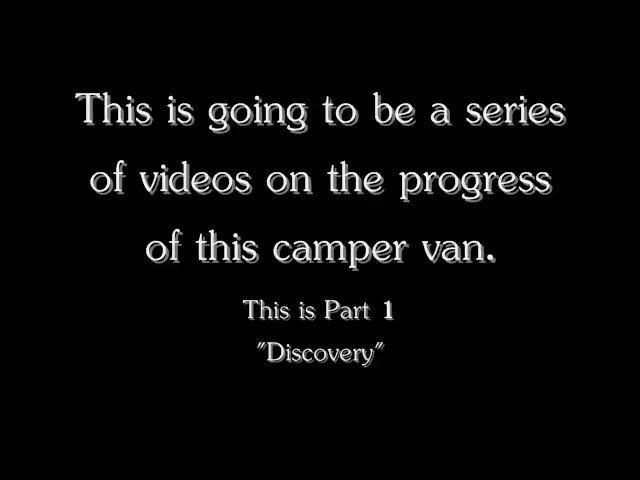 This is going to be a series
of videos on the progress
of this camper van.
This is Part 1
"Discovery"